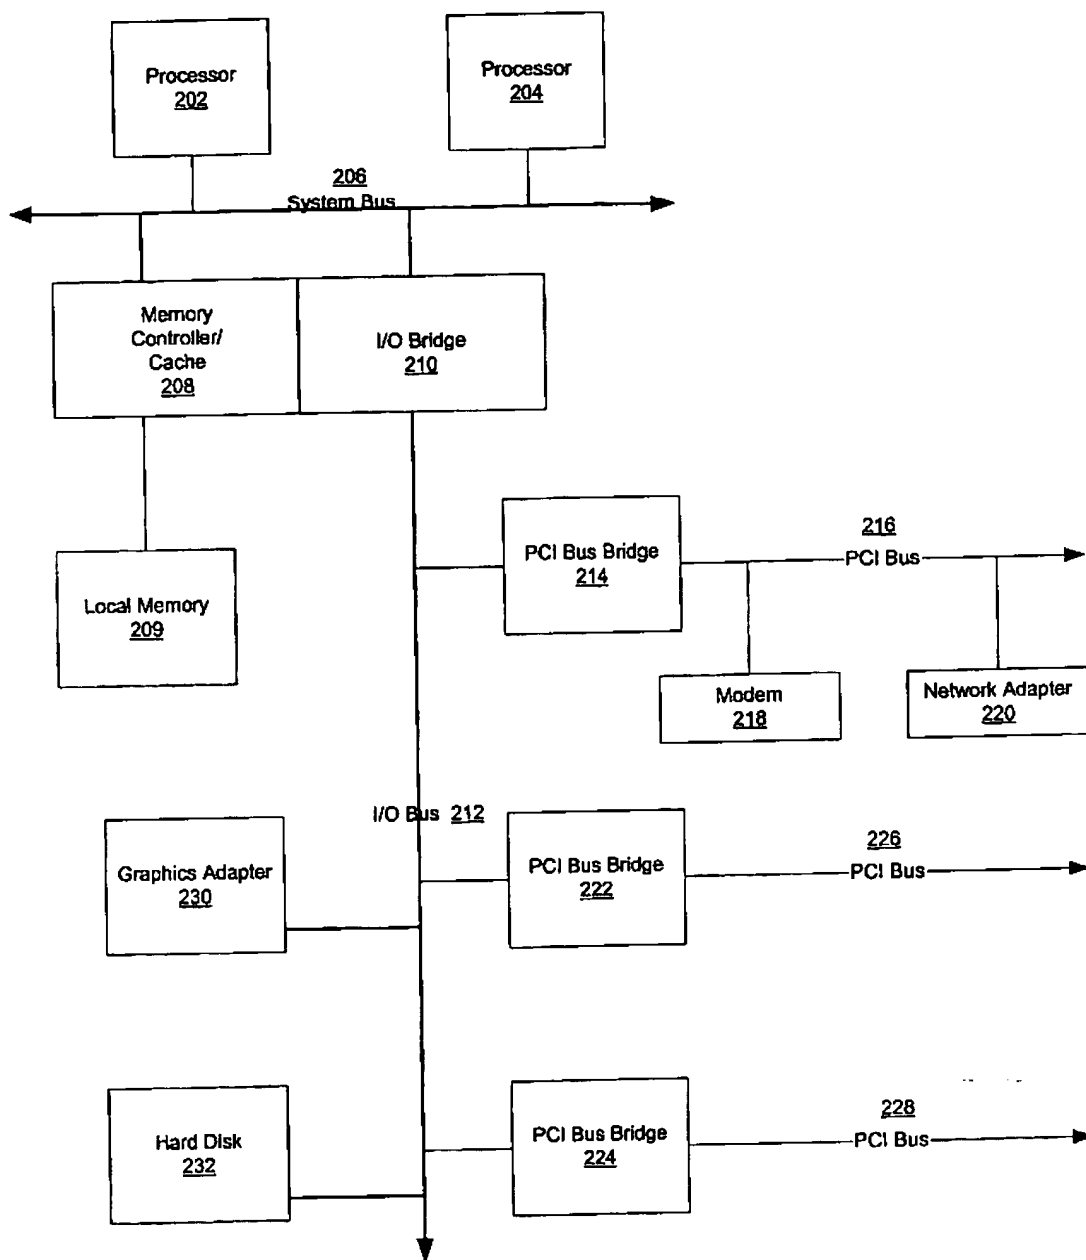 Processor
202
Processor
204
206
System Bus
Memory
Controller/
Cache
208
I/O Bridge
210
PCI Bus Bridge
214
216
PCI Bus
Local Memory
209
Modem
218
Network Adapter
220
I/O Bus 212
Graphics Adapter
230
PCI Bus Bridge
222
226
PCI Bus
Hard Disk
232
PCI Bus Bridge
224
228
PCI Bus